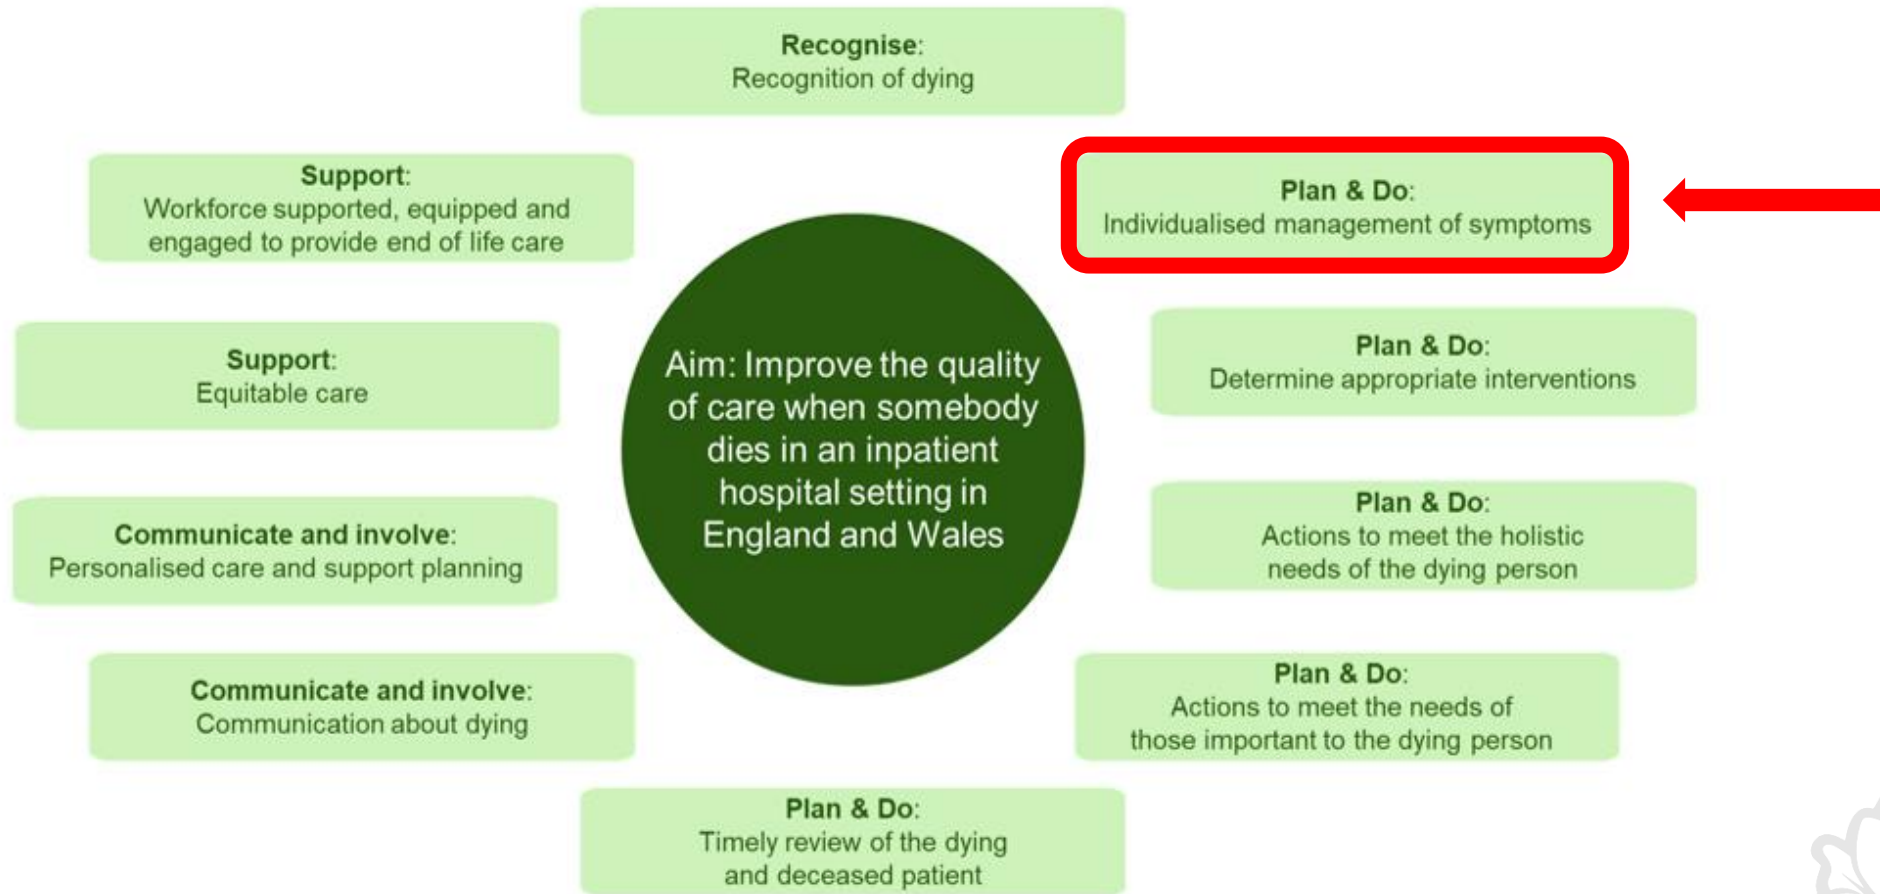 Recognise:
Recognition of dying
Plan & Do:
Individualised management of symptoms
Plan & Do:
Determine appropriate interventions
Plan & Do:
Actions to meet the holistic
needs of the dying person
Plan & Do:
Actions to meet the needs of
those important to the dying person
Plan & Do:
Timely review of the dying
and deceased patient
Communicate and involve:
Communication about dying
Communicate and involve:
Personalised care and support planning
Support:
Equitable care
Support:
Workforce supported, equipped and
engaged to provide end of life care
Aim: Improve the quality
of care when somebody
dies in an inpatient
hospital setting in
England and Wales